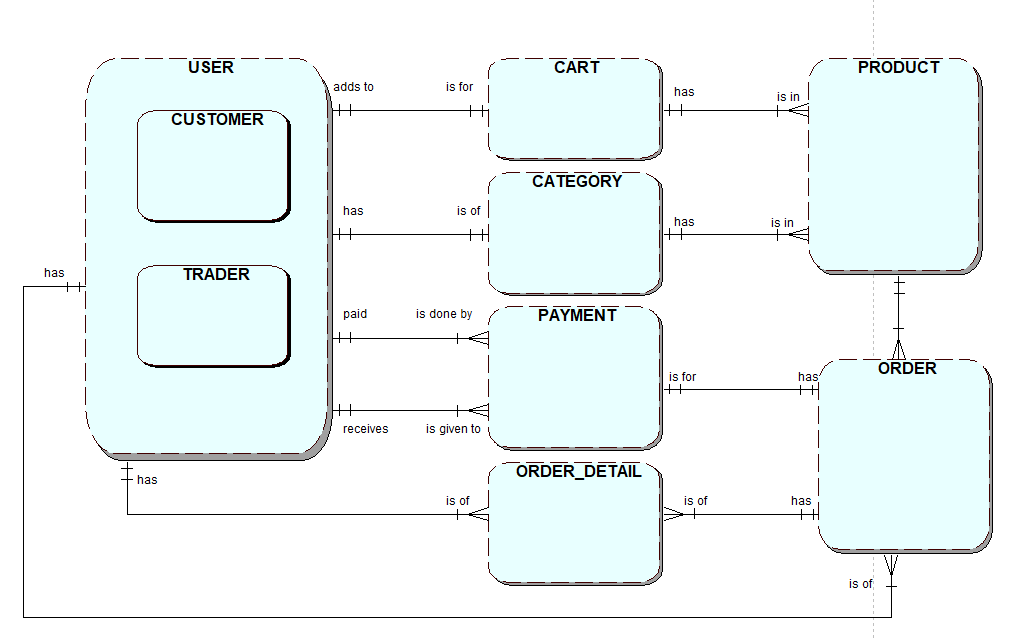 USER
CART
PRODUCT
adds to
is for
has
is in
CUSTOMER
CATEGORY
has
is of
has
is in
TRADER
has
paid
is done by
PAYMENT
ORDER
is for
has
receives
is given to
ORDER_DETAIL
has
is of
is of
has
is of